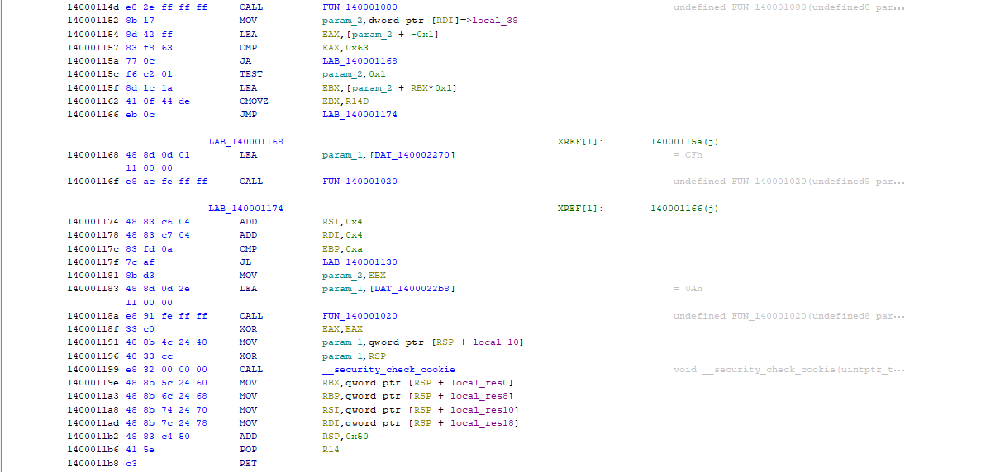 14000114d e8 2e ff ff ff CALL FUN_140001080 undefined FUN_140001080(undefined8 par...
140001152 8b 17 MOV param_2,dword ptr [RDI]=>local_38
140001154 8d 42 ff LEA EAX,[param_2 + -0x1]
140001157 83 f8 63 CMP EAX,0x63
14000115a 77 0c JA LAB_140001168
14000115c f6 c2 01 TEST param_2,0x1
14000115f 8d 1c 1a LEA EBX,[param_2 + RBX*0x1]
140001162 41 0f 44 de CMOVZ EBX,R14D
140001166 eb 0c JMP LAB_140001174
LAB_140001168 XREF[1]: 14000115a(j)
140001168 48 8d 0d 01 LEA param_1,[DAT_140002270] = CFh
11 00 00
14000116f e8 ac fe ff ff CALL FUN_140001020 undefined FUN_140001020(undefined8 par...
LAB_140001174 XREF[1]: 140001166(j)
140001174 48 83 c6 04 ADD RSI,0x4
140001178 48 83 c7 04 ADD RDI,0x4
14000117c 83 fd 0a CMP EBP,0xa
14000117f 7c af JL LAB_140001130
140001181 8b d3 MOV param_2,EBX
140001183 48 8d 0d 2e LEA param_1,[DAT_1400022b8] = 0Ah
11 00 00
14000118a e8 91 fe ff ff CALL FUN_140001020 undefined FUN_140001020(undefined8 par...
14000118f 33 c0 XOR EAX,EAX
140001191 48 8b 4c 24 48 MOV param_1,qword ptr [RSP + local_10]
140001196 48 33 cc XOR param_1,RSP
140001199 e8 32 00 00 00 CALL __security_check_cookie void __security_check_cookie(uintptr_t...
14000119e 48 8b 5c 24 60 MOV RBX,qword ptr [RSP + local_res0]
1400011a3 48 8b 6c 24 68 MOV RBP,qword ptr [RSP + local_res8]
1400011a8 48 8b 74 24 70 MOV RSI,qword ptr [RSP + local_res10]
1400011ad 48 8b 7c 24 78 MOV RDI,qword ptr [RSP + local_res18]
1400011b2 48 83 c4 50 ADD RSP,0x50
1400011b6 41 5e POP R14
1400011b8 c3 RET